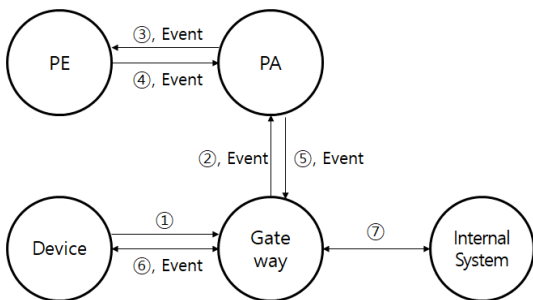 ③, Event
PE
PA
④, Event
②, Event
⑤, Event
①
Device
Gate
way
⑦
Internal
System
⑥, Event